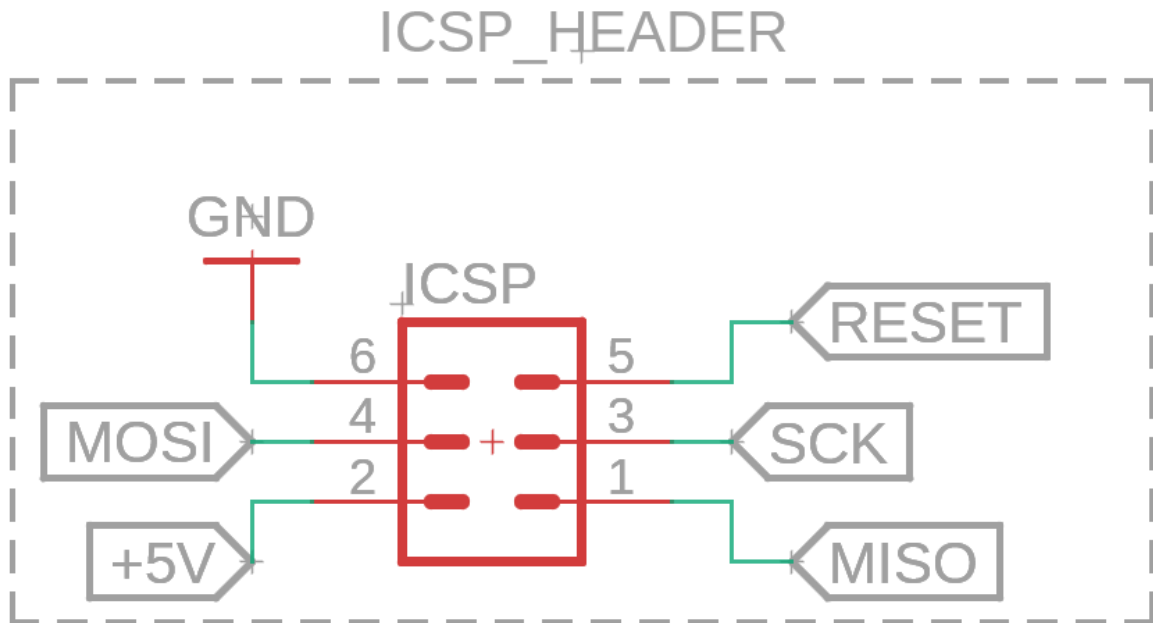 ICSP_HEADER
GND
ICSP
RESET
6
5
MOSI
4
3
SCK
2
1
+5V
MISO